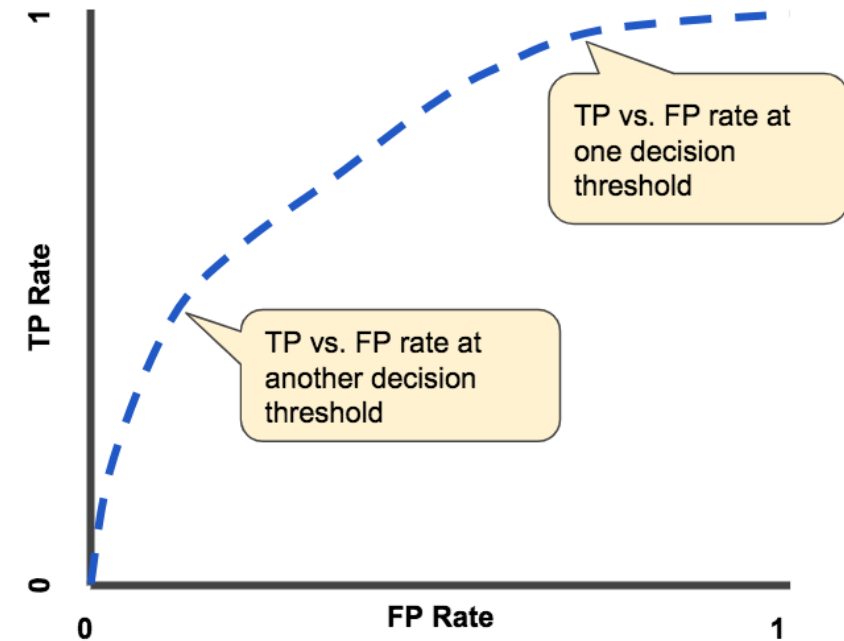 1
TP vs. FP rate at
one decision
threshold
TP Rate
TP vs. FP rate at
another decision
threshold
0
0
FP Rate
1